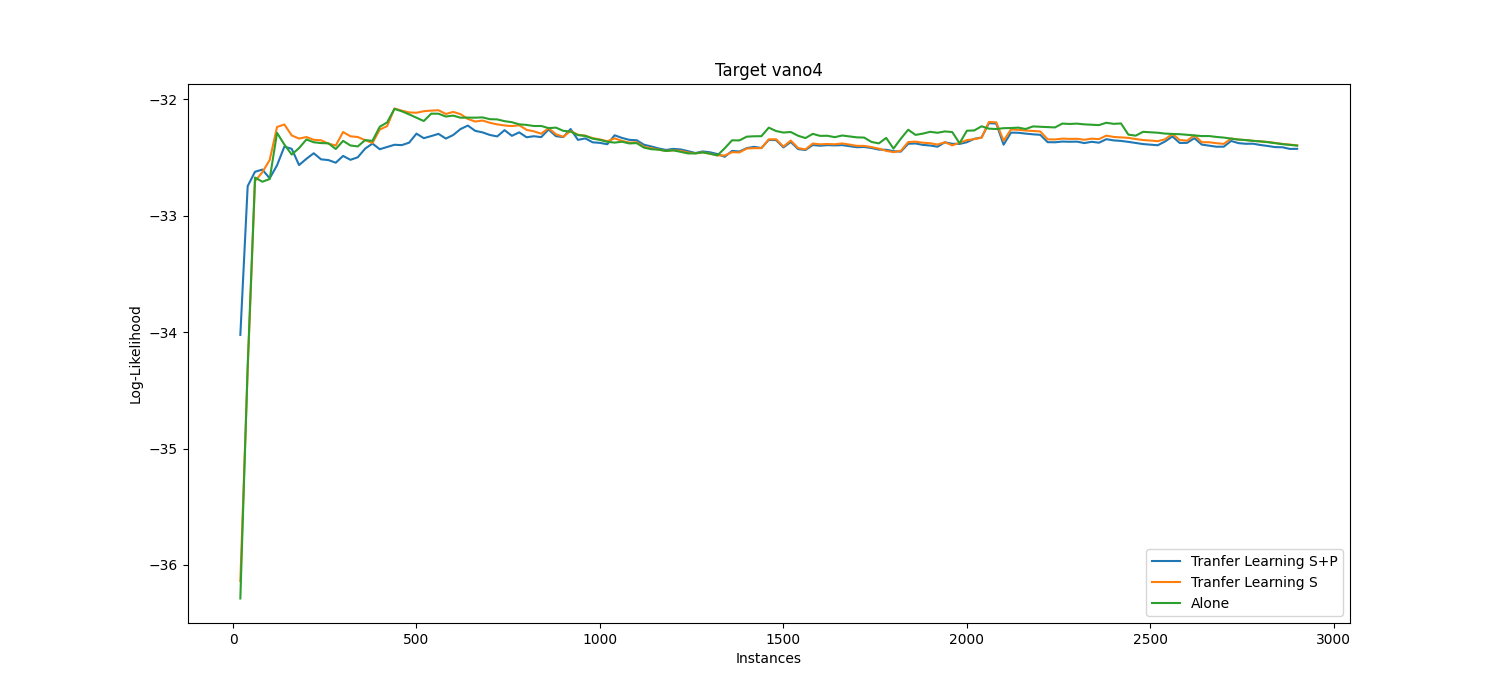 Target vano4
−32
−33
−34
−35
−36
Log-Likelihood
0
500
1000
1500
2000
2500
3000
Instances
Tranfer Learning S+P
Tranfer Learning S
Alone